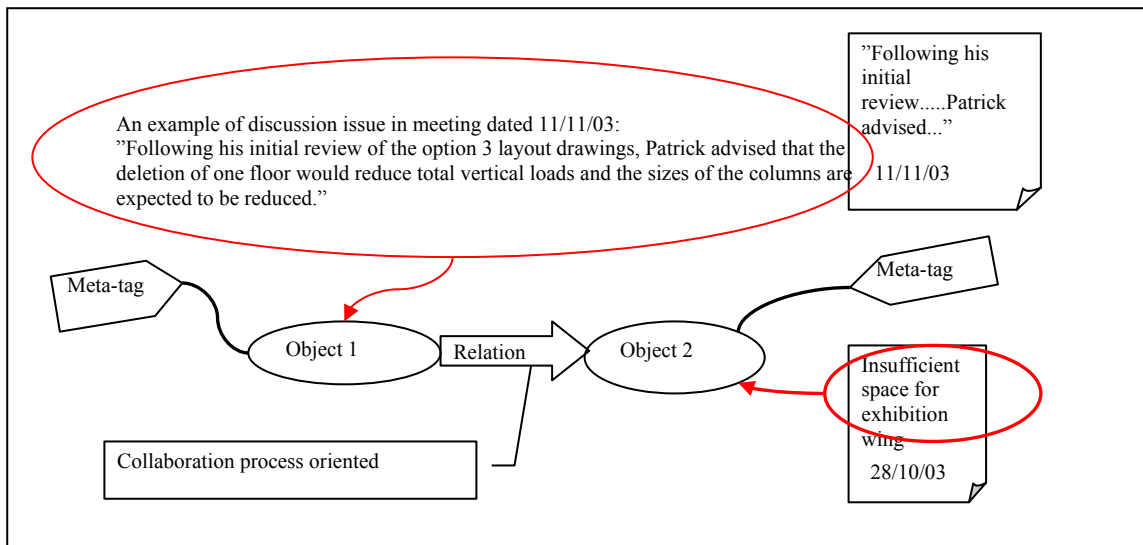 An example of discussion issue in meeting dated 11/11/03:
”Following his initial review of the option 3 layout drawings, Patrick advised that the
deletion of one floor would reduce total vertical loads and the sizes of the columns are
expected to be reduced.”
”Following his
initial
review.....Patrick
advised...”
11/11/03
Meta-tag
Meta-tag
Object 1
Relation
Object 2
Insufficient
space for
exhibition
wing
28/10/03
Collaboration process oriented